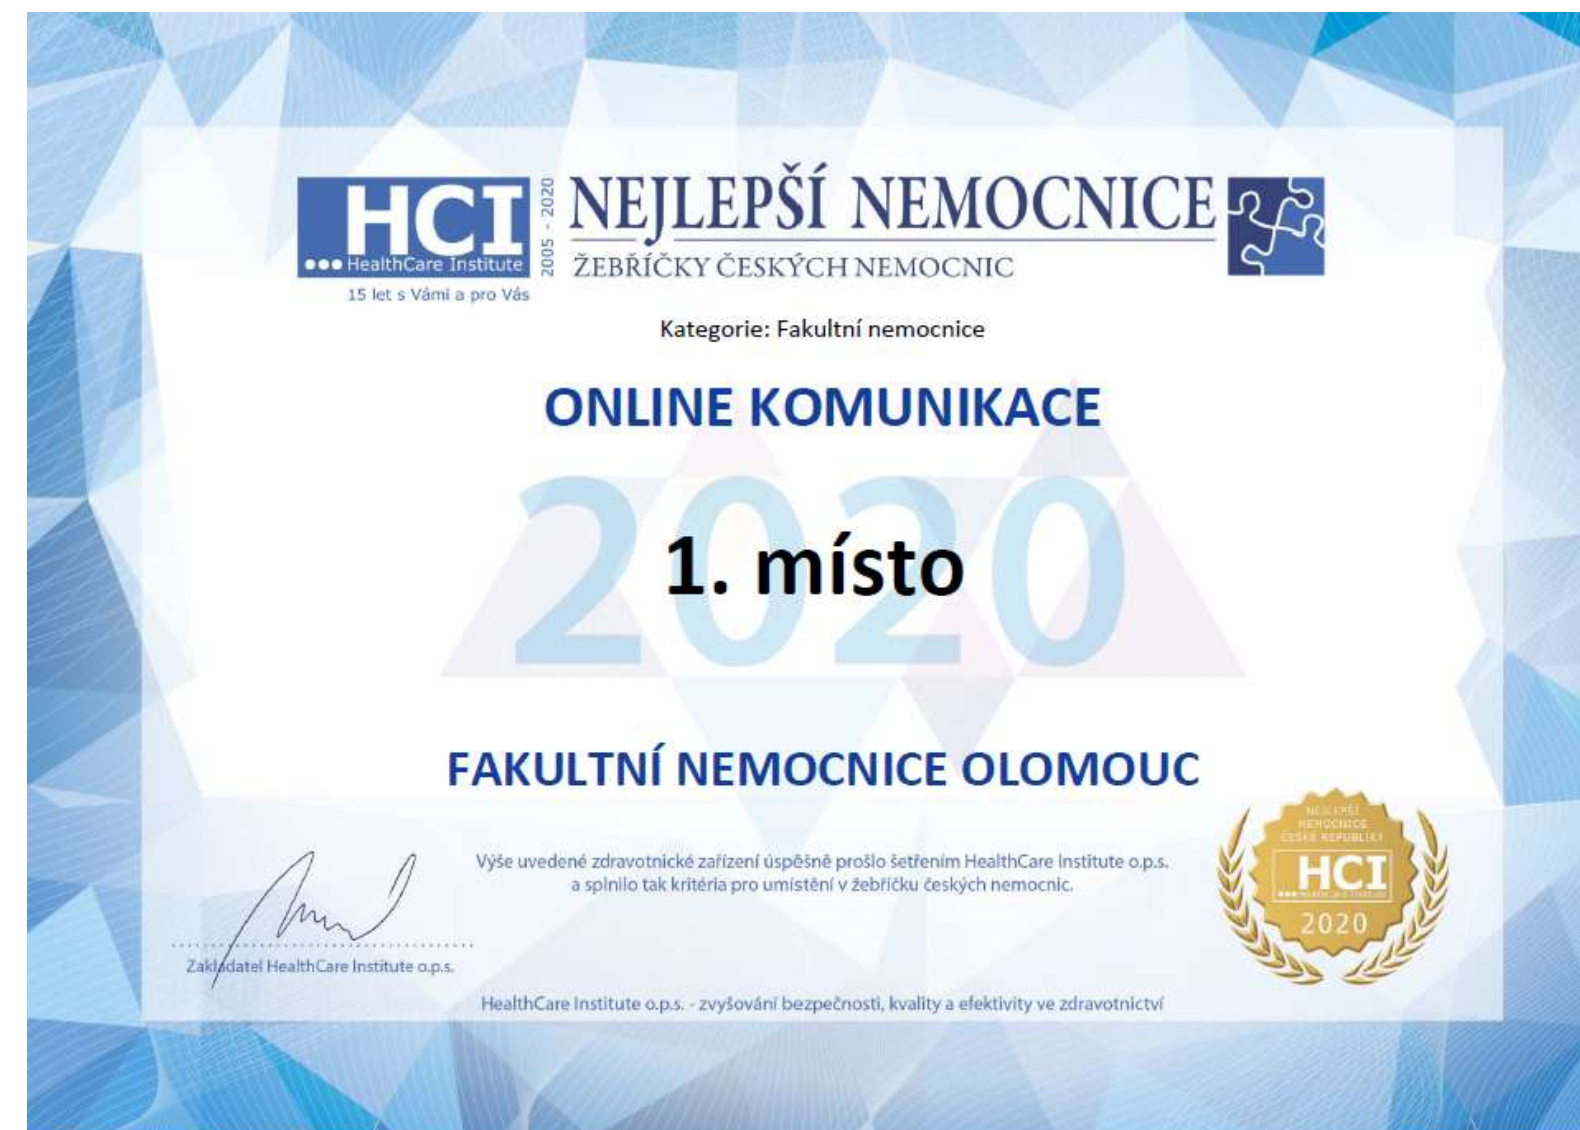 HCI
HealthCare Institute
15 let s Vámi a pro Vás
2005 - 2020
NEJLEPŠÍ NEMOCNICE
ŽEBŘÍČKY ČESKÝCH NEMOCNIC
Kategorie: Fakultní nemocnice
ONLINE KOMUNIKACE
2020
1. místo
FAKULTNÍ NEMOCNICE OLOMOUC
Výše uvedené zdravotnické zařízení úspěšně prošlo šetřením HealthCare Institute o.p.s.
a splnilo tak kritéria pro umístění v žebříčku českých nemocnic.
Zakladatel HealthCare Institute o.p.s.
NEJLEPŠÍ
NEMOCNICE
ČESKÉ REPUBLIKY
HCI
HealthCare Institute
2020
HealthCare Institute o.p.s. - zvyšování bezpečnosti, kvality a efektivity ve zdravotnictví